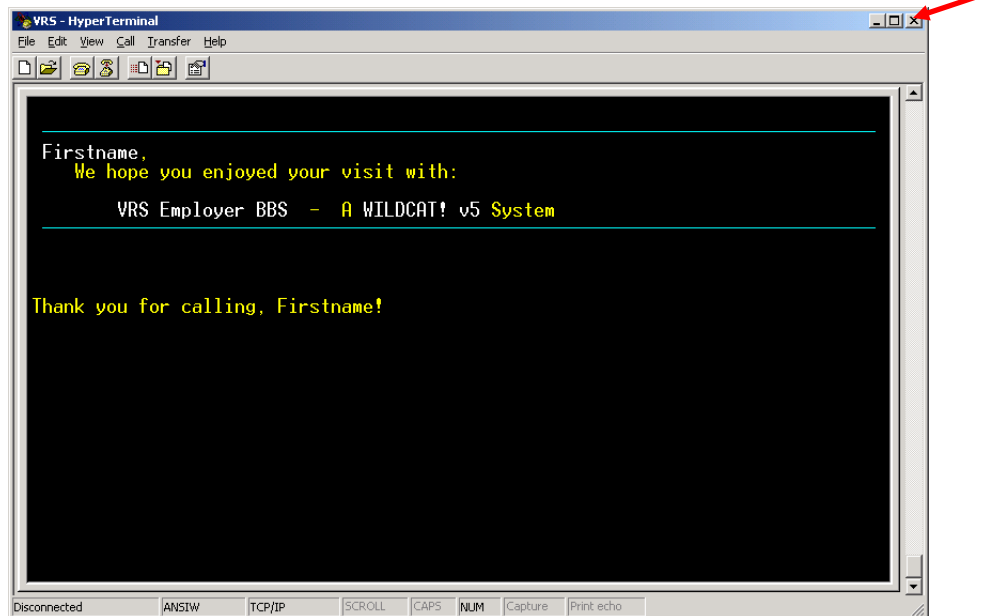 VRS - HyperTerminal
File Edit View Call Transfer Help
Firstname,
We hope you enjoyed your visit with:
VRS Employer BBS - A WILDCAT! v5 System
Thank you for calling, Firstname!
Disconnected ANSIW TCP/IP SCROLL CAPS NUM Capture Print echo